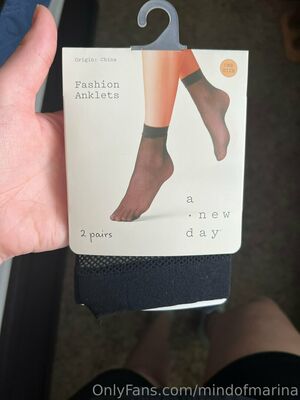 Origin: China
Fashion
Anklets
ONE
SIZE
a
· new
day
2 pairs
OnlyFans.com/mindofmarina